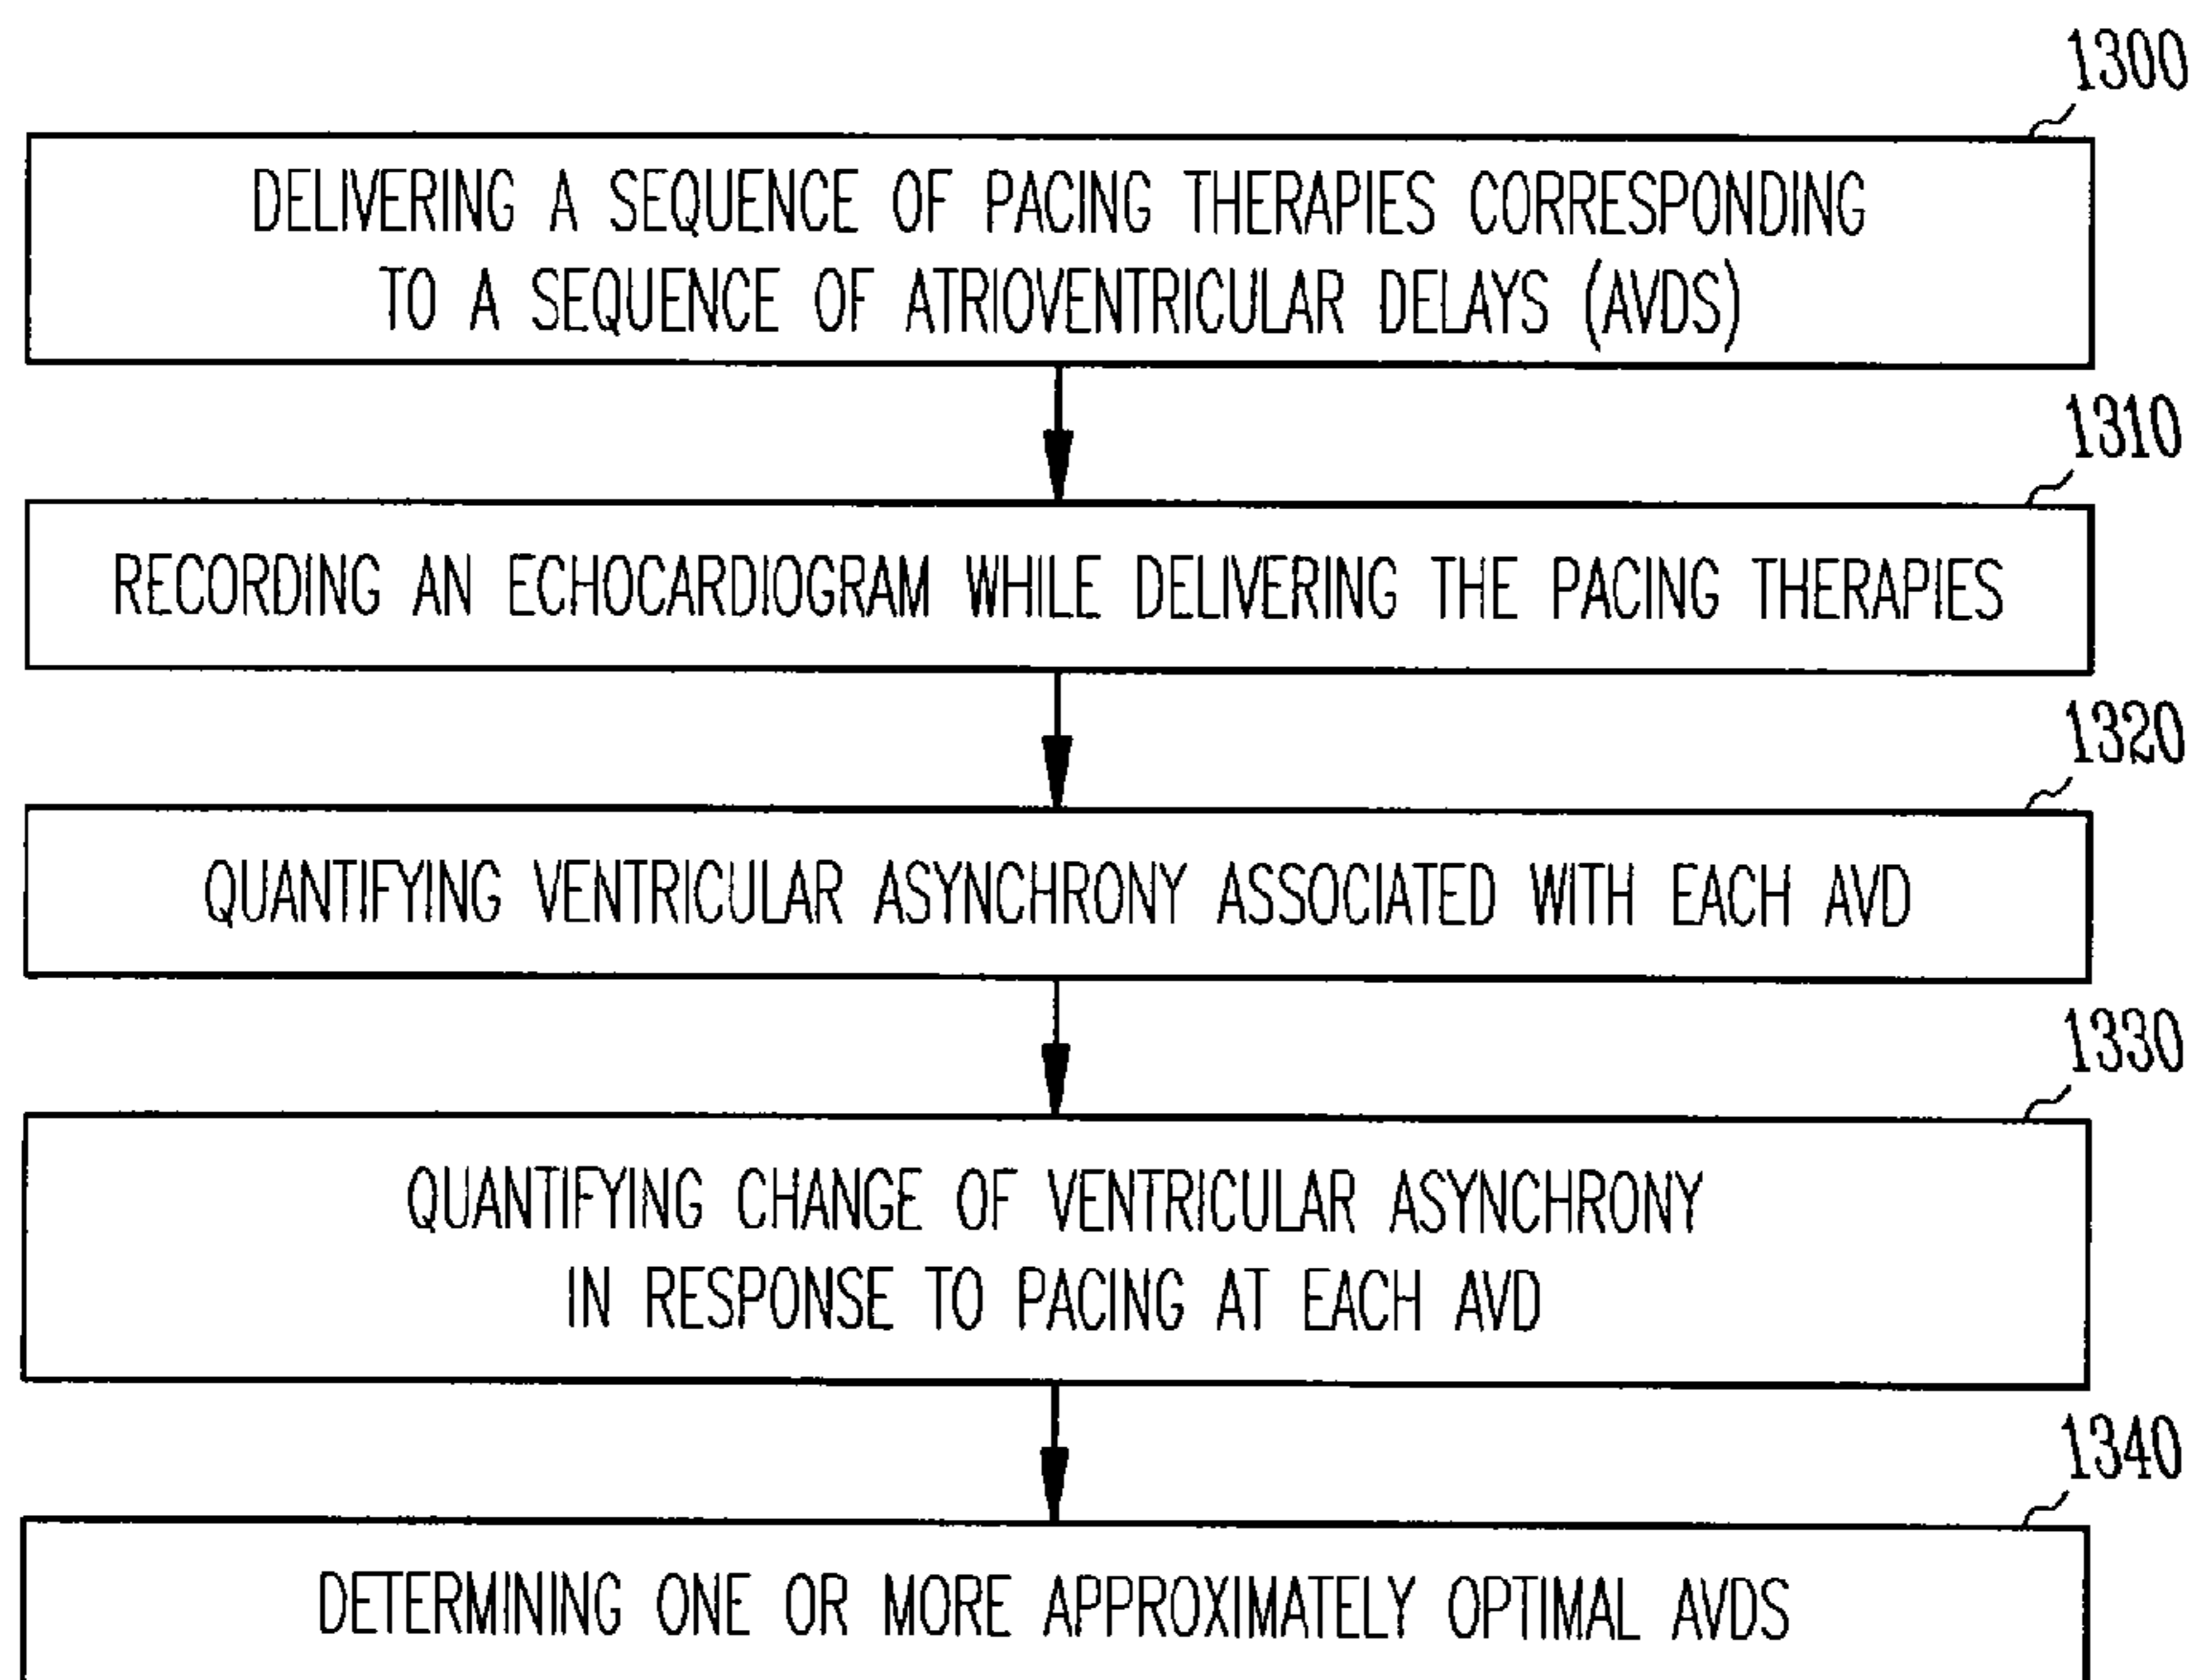 1300
DELIVERING A SEQUENCE OF PACING THERAPIES CORRESPONDING
TO A SEQUENCE OF ATRIOVENTRICULAR DELAYS (AVDS)
1310
RECORDING AN ECHOCARDIOGRAM WHILE DELIVERING THE PACING THERAPIES
1320
QUANTIFYING VENTRICULAR ASYNCHRONY ASSOCIATED WITH EACH AVD
1330
QUANTIFYING CHANGE OF VENTRICULAR ASYNCHRONY
IN RESPONSE TO PACING AT EACH AVD
1340
DETERMINING ONE OR MORE APPROXIMATELY OPTIMAL AVDS